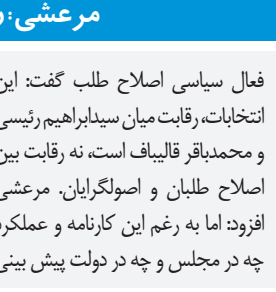 مرعشی:
فعال سیاسی اصلاح طلب گفت: این
انتخابات، رقابت میان سیدابراهیم رئیسی
و محمدباقر قالیباف است، نه رقابت بین
اصلاح طلبان و اصولگرایان. مرعشی
افزود: اما به رغم این کارنامه و عملکرد
چه در مجلس و چه در دولت پیش بینی